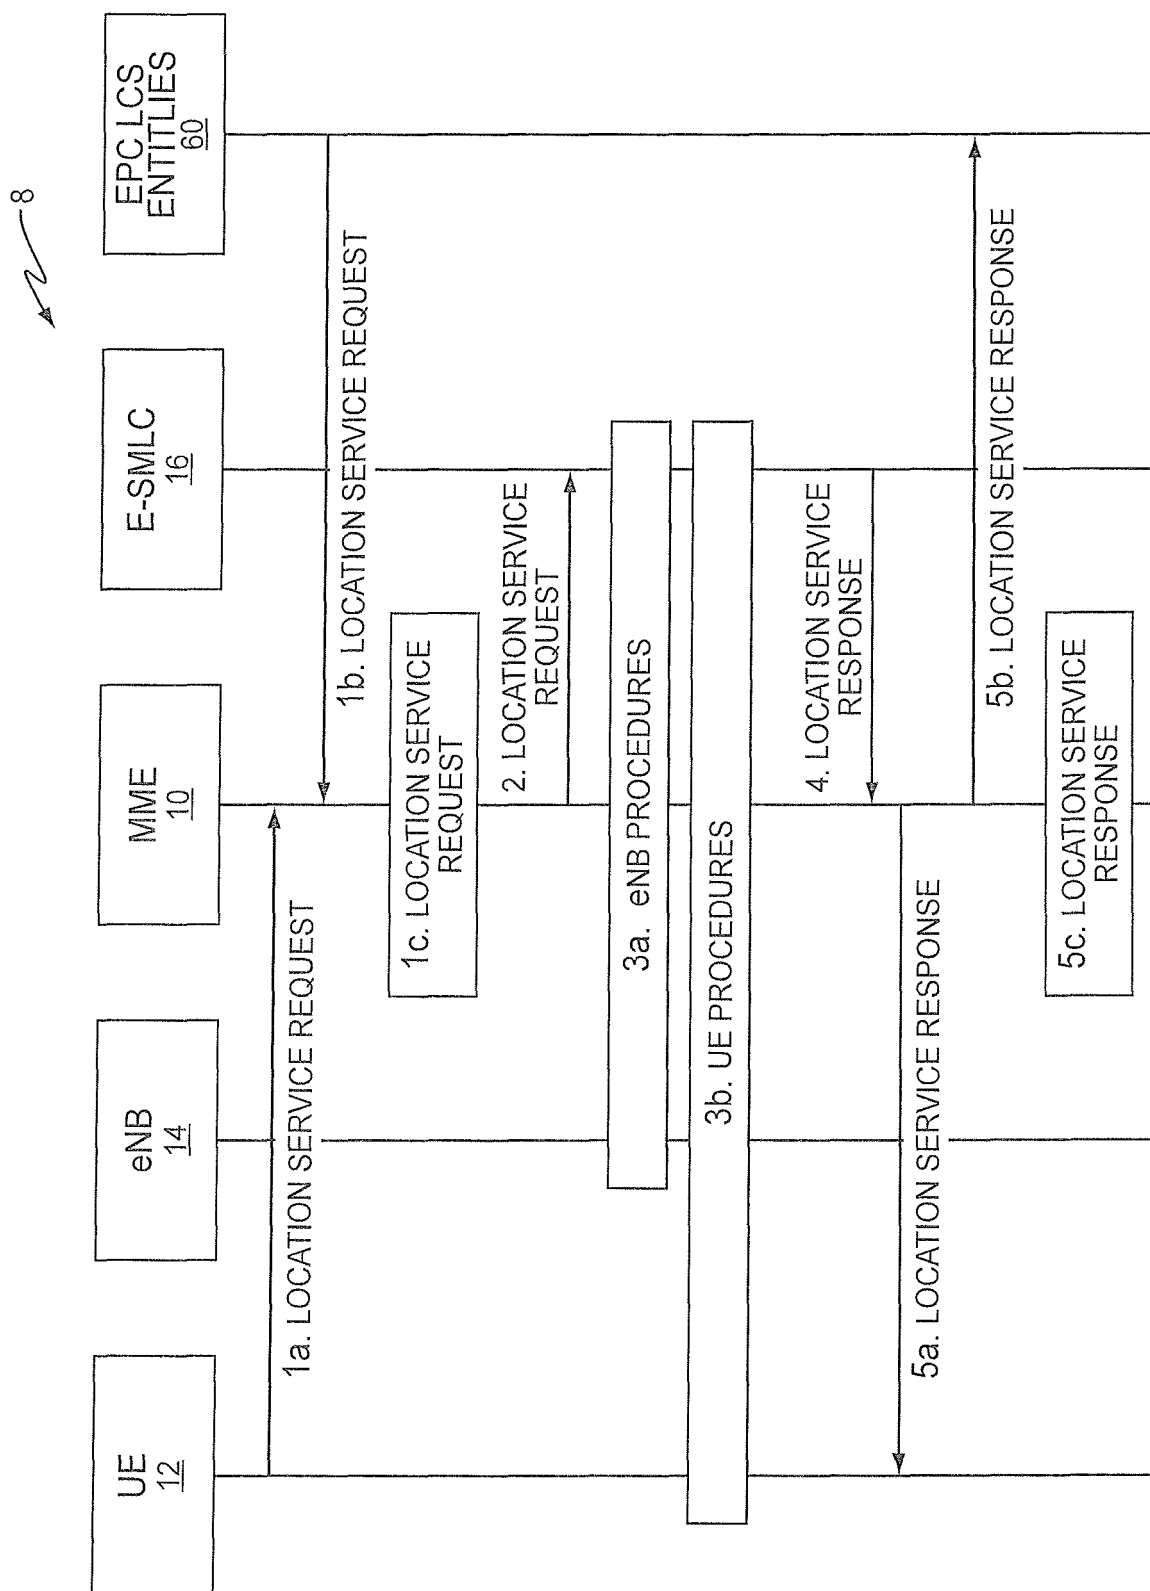 8
UE
12
eNB
14
MME
10
E-SMLC
16
EPC LCS
ENTITLIES
60
1a. LOCATION SERVICE REQUEST
1b. LOCATION SERVICE REQUEST
1c. LOCATION SERVICE
REQUEST
2. LOCATION SERVICE
REQUEST
3a. eNB PROCEDURES
3b. UE PROCEDURES
4. LOCATION SERVICE
RESPONSE
5a. LOCATION SERVICE RESPONSE
5b. LOCATION SERVICE RESPONSE
5c. LOCATION SERVICE
RESPONSE